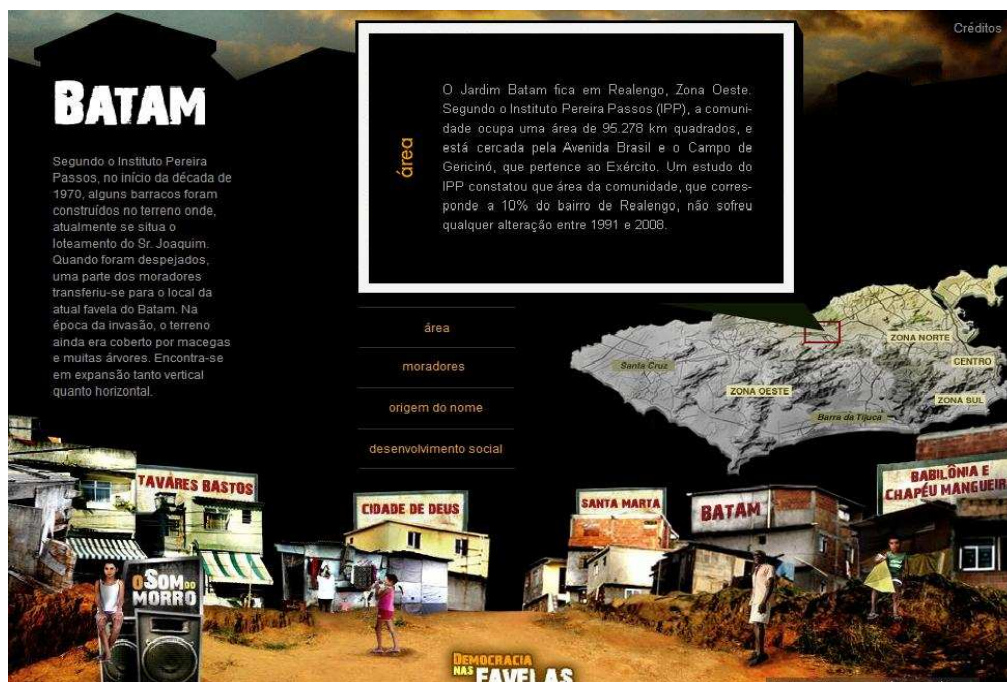 Créditos
BATAM
Segundo o Instituto Pereira
Passos, no início da década de
1970, alguns barracos foram
construídos no terreno onde,
atualmente se situa o
loteamento do Sr. Joaquim.
Quando foram despejados,
uma parte dos moradores
transferiu-se para o local da
atual favela do Batam. Na
época da invasão, o terreno
ainda era coberto por macegas
e muitas árvores. Encontra-se
em expansão tanto vertical
quanto horizontal.
área
O Jardim Batam fica em Realengo, Zona Oeste.
Segundo o Instituto Pereira Passos (IPP), a comuni-
dade ocupa uma área de 95.278 km quadrados, e
está cercada pela Avenida Brasil e o Campo de
Gericinó, que pertence ao Exército. Um estudo do
IPP constatou que área da comunidade, que corres-
ponde a 10% do bairro de Realengo, não sofreu
qualquer alteração entre 1991 e 2008.
área
moradores
origem do nome
desenvolvimento social
ZONA NORTE
CENTRO
Santa Cruz
ZONA OESTE
ZONA SUL
Barra da Tijuca
TAVARES BASTOS
CIDADE DE DEUS
SANTA MARTA
BATAM
BABILÔNIA E
CHAPÉU MANGUEIR
O SOM DO
MORRO
DEMOCRACIA
NAS FAVELAS